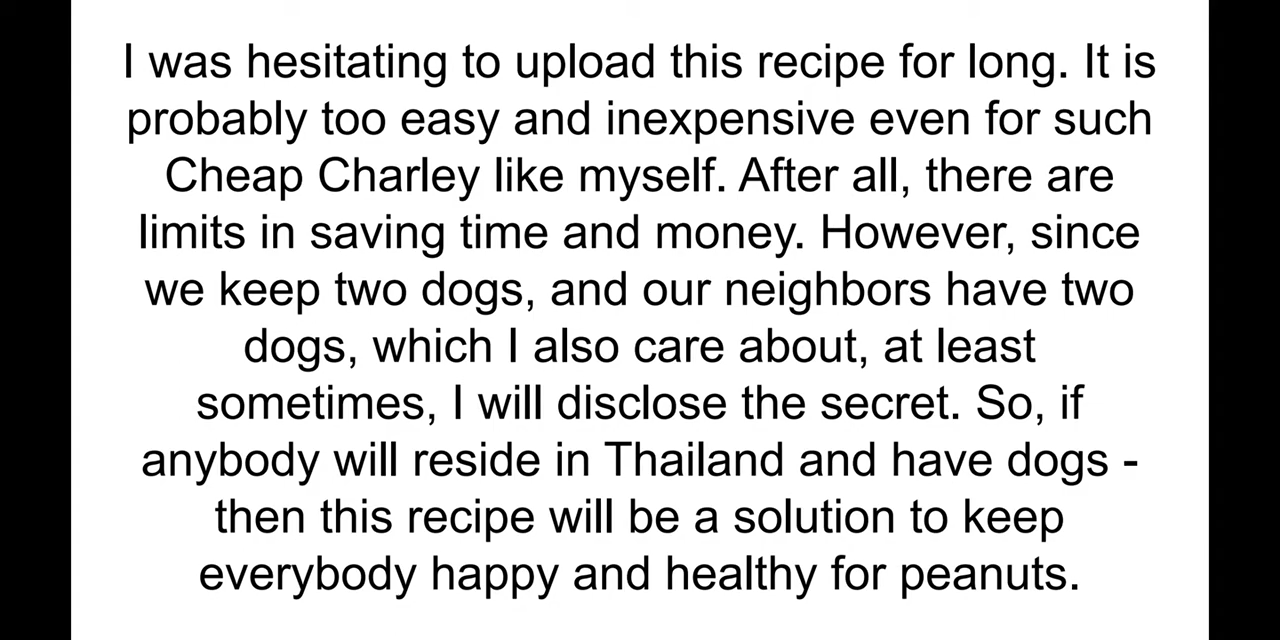 I was hesitating to upload this recipe for long. It is
probably too easy and inexpensive even for such
Cheap Charley like myself. After all, there are
limits in saving time and money. However, since
we keep two dogs, and our neighbors have two
dogs, which I also care about, at least
sometimes, I will disclose the secret. So, if
anybody will reside in Thailand and have dogs -
then this recipe will be a solution to keep
everybody happy and healthy for peanuts.